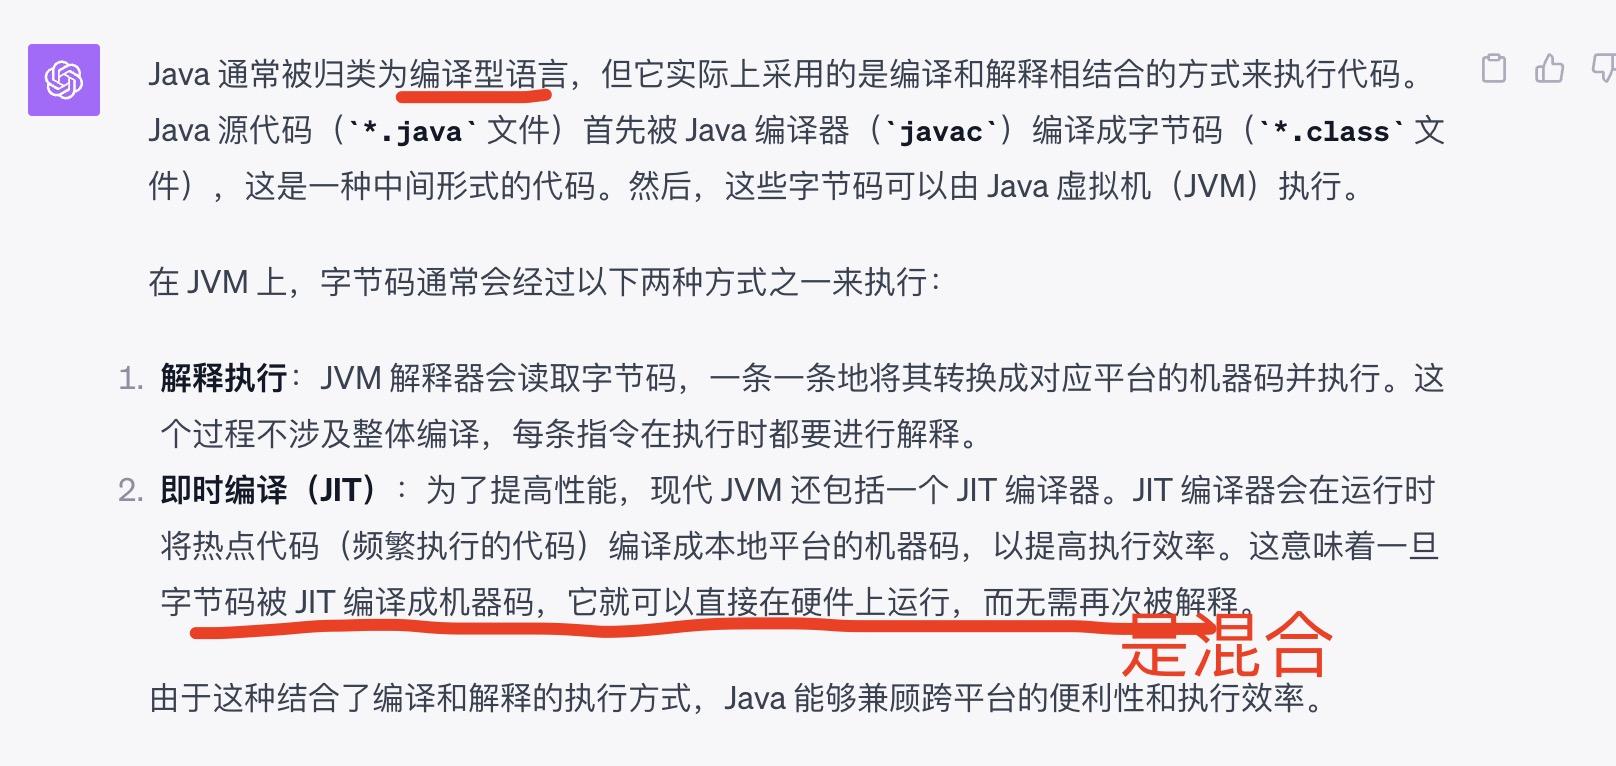 Java 通常被归类为编译型语言，但它实际上采用的是编译和解释相结合的方式来执行代码。
Java 源代码（`*.java` 文件）首先被 Java 编译器（`javac`）编译成字节码（`*.class` 文
件），这是一种中间形式的代码。然后，这些字节码可以由 Java 虚拟机（JVM）执行。
在 JVM 上，字节码通常会经过以下两种方式之一来执行：
1. 解释执行：JVM 解释器会读取字节码，一条一条地将其转换成对应平台的机器码并执行。这
个过程不涉及整体编译，每条指令在执行时都要进行解释。
2. 即时编译（JIT）：为了提高性能，现代 JVM 还包括一个 JIT 编译器。JIT 编译器会在运行时
将热点代码（频繁执行的代码）编译成本地平台的机器码，以提高执行效率。这意味着一旦
字节码被 JIT 编译成机器码，它就可以直接在硬件上运行，而无需再次被解释。
是混合
由于这种结合了编译和解释的执行方式，Java 能够兼顾跨平台的便利性和执行效率。